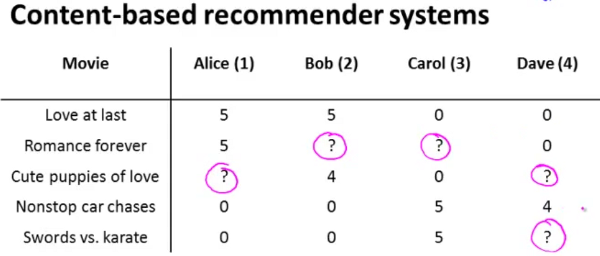 Content-based recommender systems
Movie Alice (1) Bob (2) Carol (3) Dave (4)
Love at last 5 5 0 0
Romance forever 5 ? ? 0
Cute puppies of love ? 4 0 ?
Nonstop car chases 0 0 5 4
Swords vs. karate 0 0 5 ?